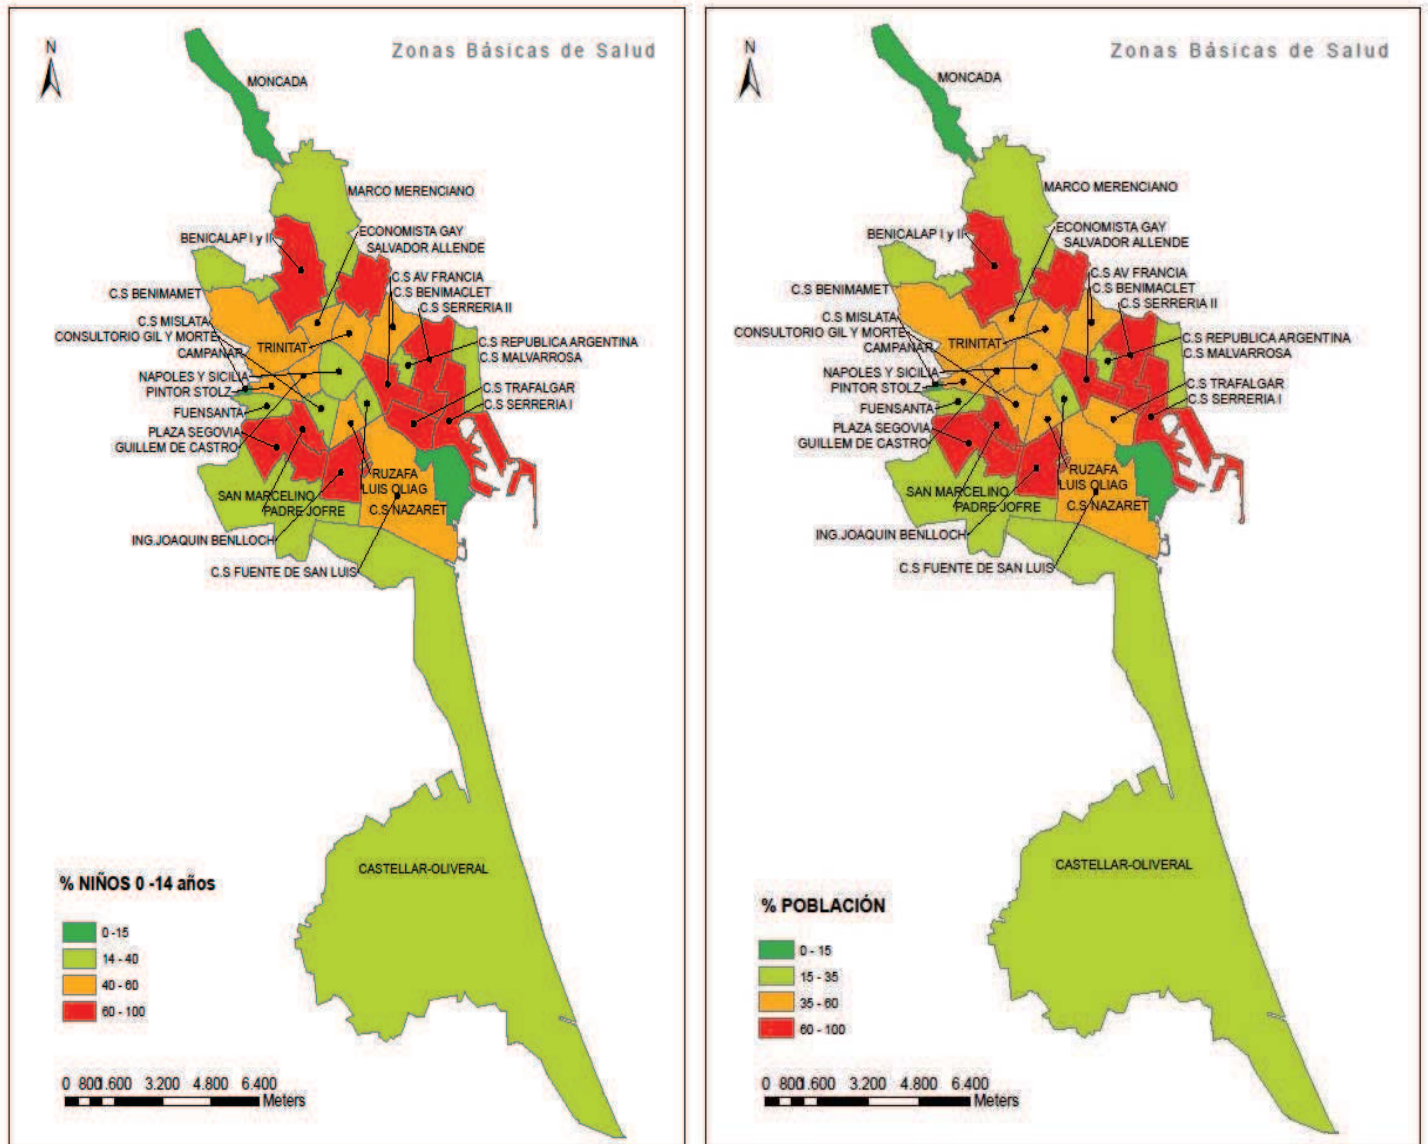 Zonas Básicas de Salud
N
MONCADA
MARCO MERENCIANO
ECONOMISTA GAY
BENICALAP I y II
SALVADOR ALLENDE
C.S AV FRANCIA
C.S BENIMACLET
C.S BENIMAMET
C.S SERRERIA II
C.S MISLATA
CONSULTORIO GIL Y MORTE
C.S REPUBLICA ARGENTINA
TRINITAT
CAMPANAR
C.S MALVARROSA
NAPOLES Y SICILIA
PINTOR STOLZ
C.S TRAFALGAR
FUENSANTA
C.S SERRERIA I
PLAZA SEGOVIA
GUILLEM DE CASTRO
RUZAFA
LUIS OLIAG
SAN MARCELINO
PADRE JOFRE
C.S NAZARET
ING.JOAQUIN BENLLOCH
C.S FUENTE DE SAN LUIS
CASTELLAR-OLIVERAL
% NIÑOS 0 -14 años
0 -15
14 - 40
40 - 60
60 - 100
0 800 1.600 3.200 4.800 6.400
Meters
Zonas Básicas de Salud
N
MONCADA
MARCO MERENCIANO
ECONOMISTA GAY
BENICALAP I y II
SALVADOR ALLENDE
C.S AV FRANCIA
C.S BENIMACLET
C.S BENIMAMET
C.S SERRERIA II
C.S MISLATA
CONSULTORIO GIL Y MORTE
C.S REPUBLICA ARGENTINA
TRINITAT
CAMPANAR
C.S MALVARROSA
NAPOLES Y SICILIA
PINTOR STOLZ
C.S TRAFALGAR
FUENSANTA
C.S SERRERIA I
PLAZA SEGOVIA
GUILLEM DE CASTRO
RUZAFA
LUIS OLIAG
SAN MARCELINO
PADRE JOFRE
C.S NAZARET
ING.JOAQUIN BENLLOCH
C.S FUENTE DE SAN LUIS
CASTELLAR-OLIVERAL
% POBLACIÓN
0 - 15
15 - 35
35 - 60
60 - 100
0 800 1.600 3.200 4.800 6.400
Meters